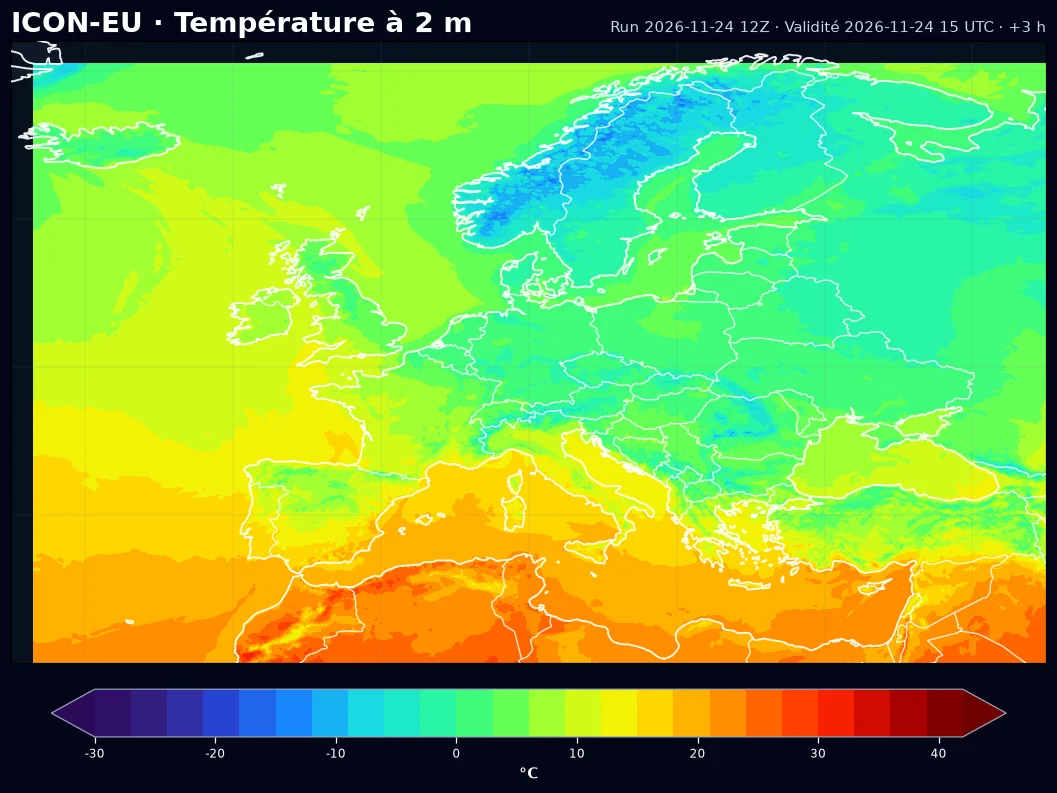 ICON-EU · Température à 2 m
Run 2026-11-24 12Z · Validité 2026-11-24 15 UTC · +3 h
-30 -20 -10 0 10 20 30 40
°C